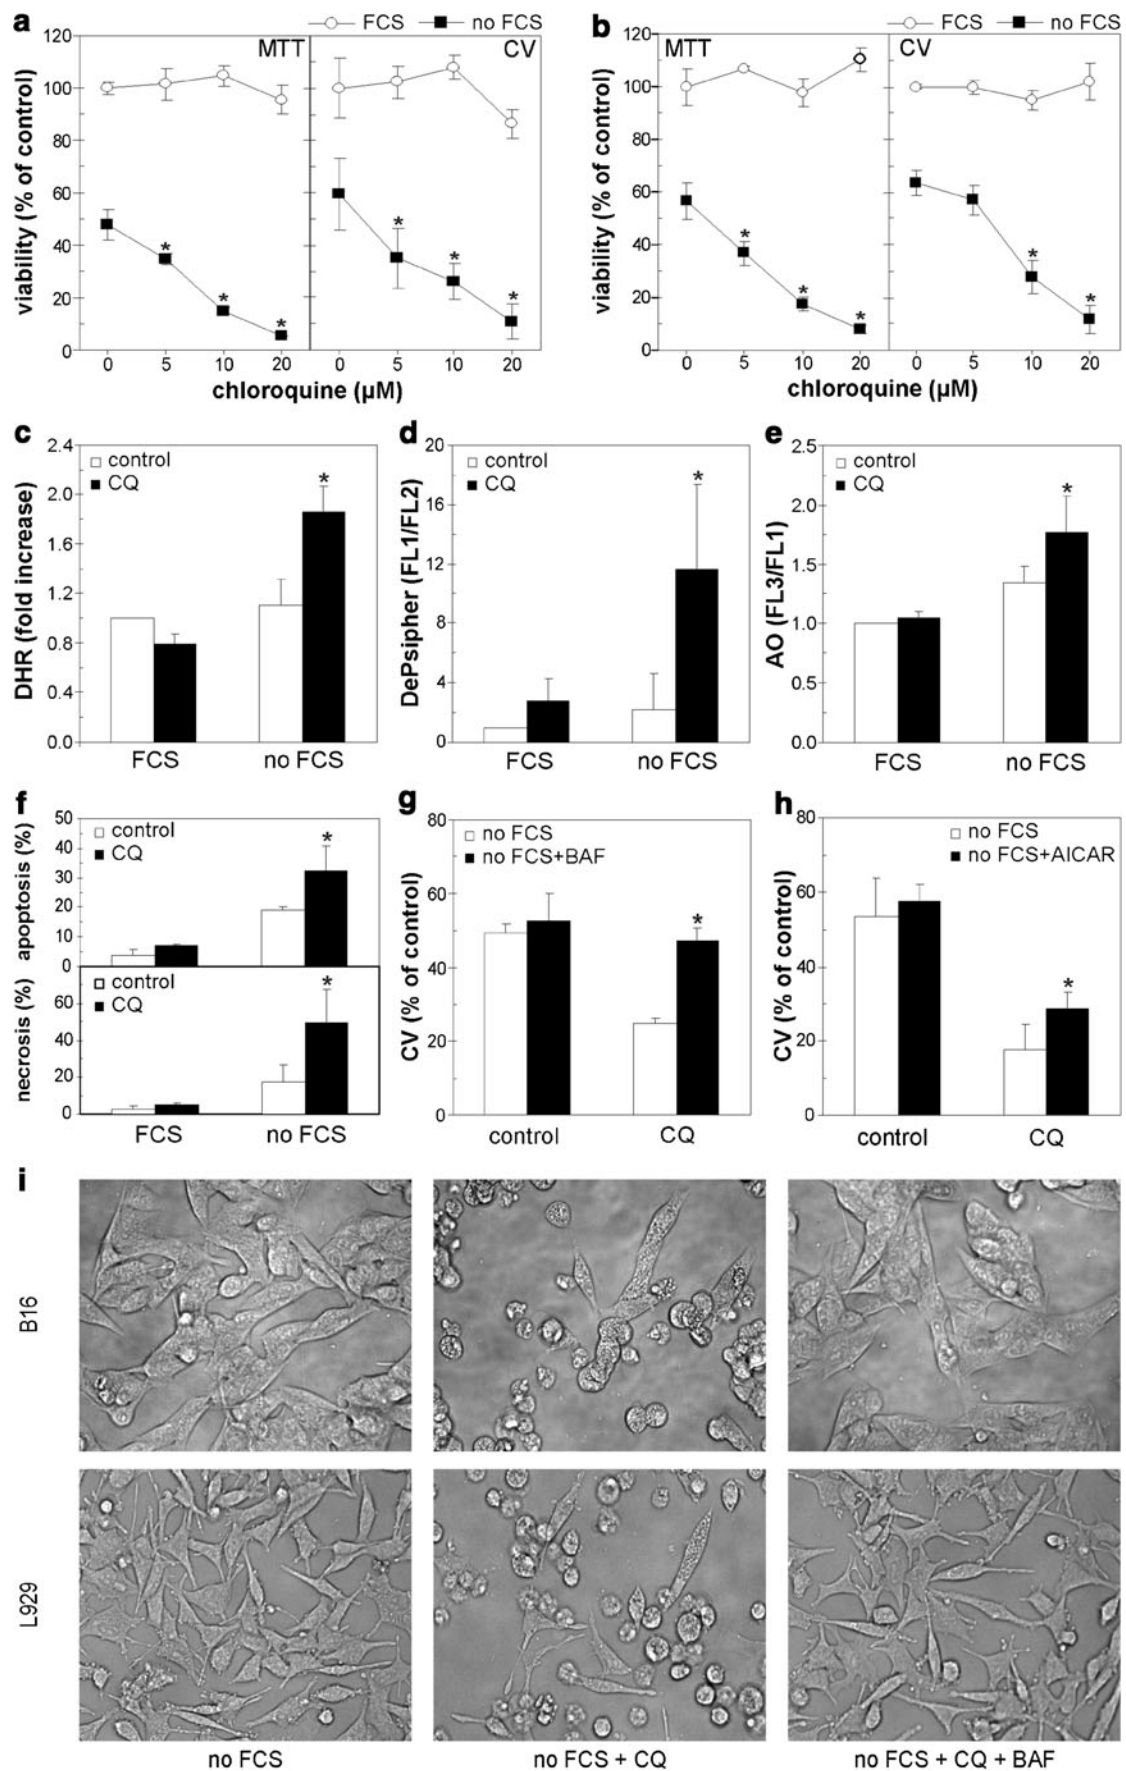 a
FCS
no FCS
b
FCS
no FCS
120
100
80
60
40
20
0
viability (% of control)
MTT
CV
*
*
*
*
*
*
0
5
10
20
0
5
10
20
chloroquine (µM)
120
100
80
60
40
20
0
viability (% of control)
MTT
CV
*
*
*
*
*
0
5
10
20
0
5
10
20
chloroquine (µM)
c
2.4
2.0
1.6
1.2
0.8
0.4
0.0
DHR (fold increase)
control
CQ
*
FCS
no FCS
d
20
16
12
8
4
0
DePsipher (FL1/FL2)
control
CQ
*
FCS
no FCS
e
2.5
2.0
1.5
1.0
0.5
0.0
AO (FL3/FL1)
control
CQ
*
FCS
no FCS
f
50
40
30
20
10
0
apoptosis (%)
control
CQ
*
60
40
20
0
necrosis (%)
control
CQ
*
FCS
no FCS
g
80
60
40
20
0
CV (% of control)
no FCS
no FCS+BAF
*
control
CQ
h
80
60
40
20
0
CV (% of control)
no FCS
no FCS+AICAR
*
control
CQ
i
B16
L929
no FCS
no FCS + CQ
no FCS + CQ + BAF